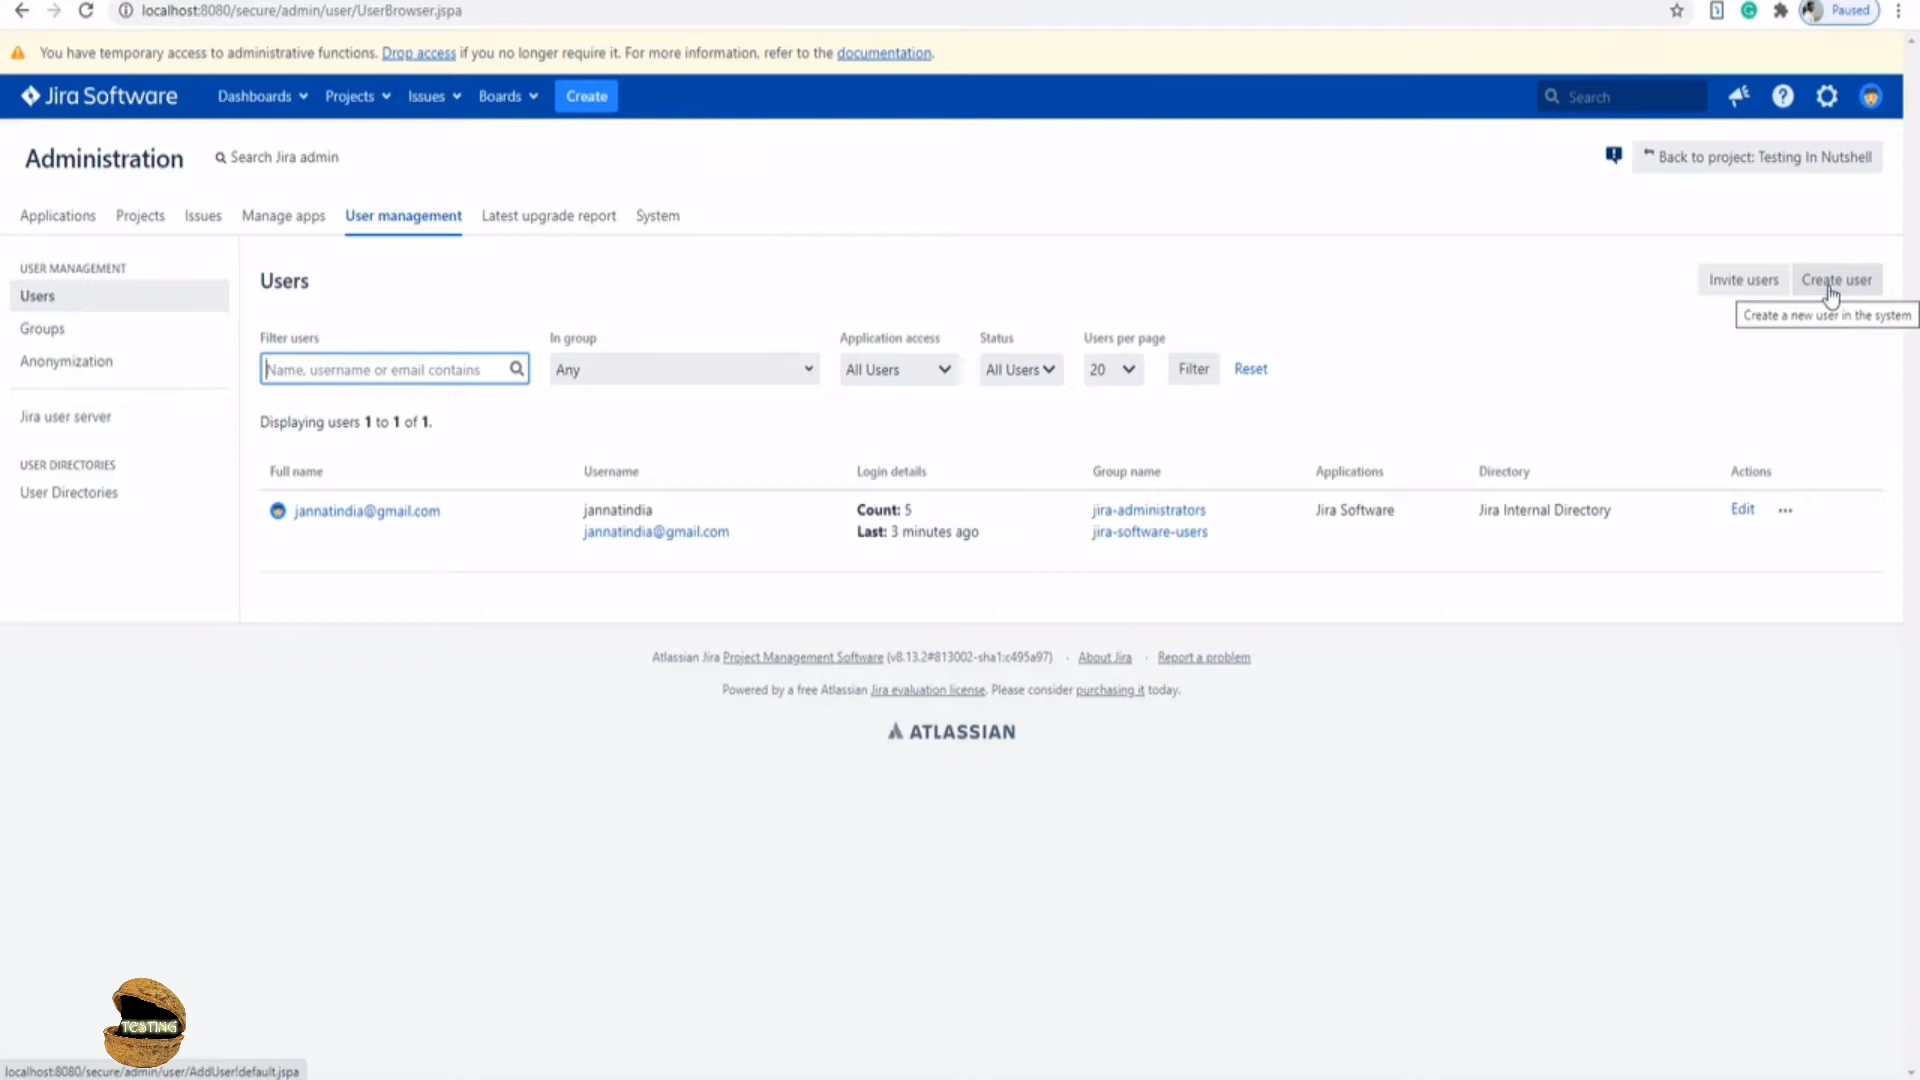 localhost:8080/secure/admin/user/UserBrowser.jspa
Paused
You have temporary access to administrative functions. Drop access if you no longer require it. For more information, refer to the documentation.
Jira Software Dashboards Projects Issues Boards Create Search
Administration Search Jira admin Back to project: Testing In Nutshell
Applications Projects Issues Manage apps User management Latest upgrade report System
USER MANAGEMENT
Users
Groups
Anonymization
Jira user server
USER DIRECTORIES
User Directories
Users Invite users Create user
Create a new user in the system
Filter users In group Application access Status Users per page
Name, username or email contains Any All Users All Users 20 Filter Reset
Displaying users 1 to 1 of 1.
Full name Username Login details Group name Applications Directory Actions
jannatindia@gmail.com jannatindia Count: 5 jira-administrators Jira Software Jira Internal Directory Edit ...
jannatindia@gmail.com Last: 3 minutes ago jira-software-users
Atlassian Jira Project Management Software (v8.13.2#813002-sha1:c495a97) · About Jira · Report a problem
Powered by a free Atlassian Jira evaluation license. Please consider purchasing it today.
ATLASSIAN
TESTING
localhost:8080/secure/admin/user/AddUser!default.jspa